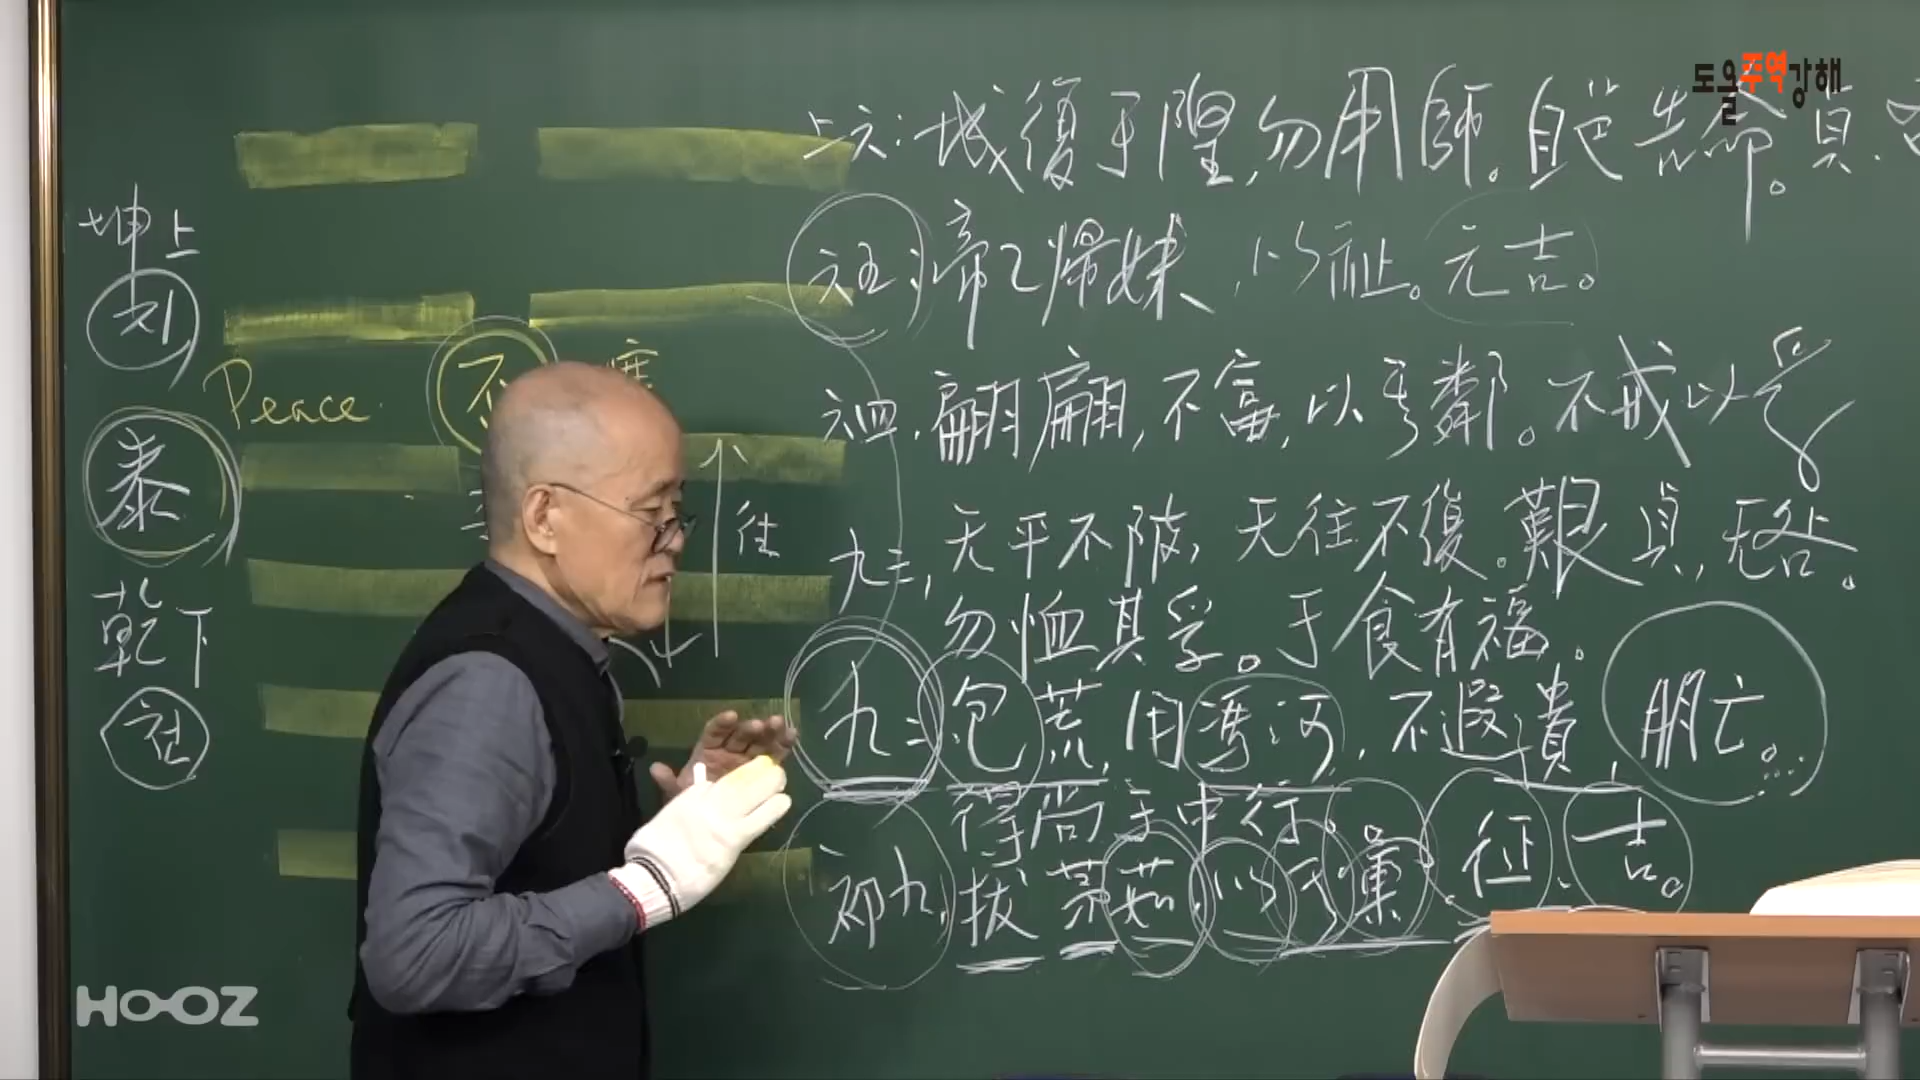 도올주역강해
上六:城復于隍,勿用師。自邑告命。貞,吝
六五:帝乙歸妹,以祉。元吉。
六四,翩翩,不富,以其鄰。不戒以孚
九三,无平不陂,无往不復。艱貞,无咎。
勿恤其孚。于食有福。
九二 包荒,用馮河,不遐遺,朋亡。
得尚于中行。
初九,拔茅茹,以其彙。征,吉。
坤上
泰
乾下
Peace.
否
往
HOOZ